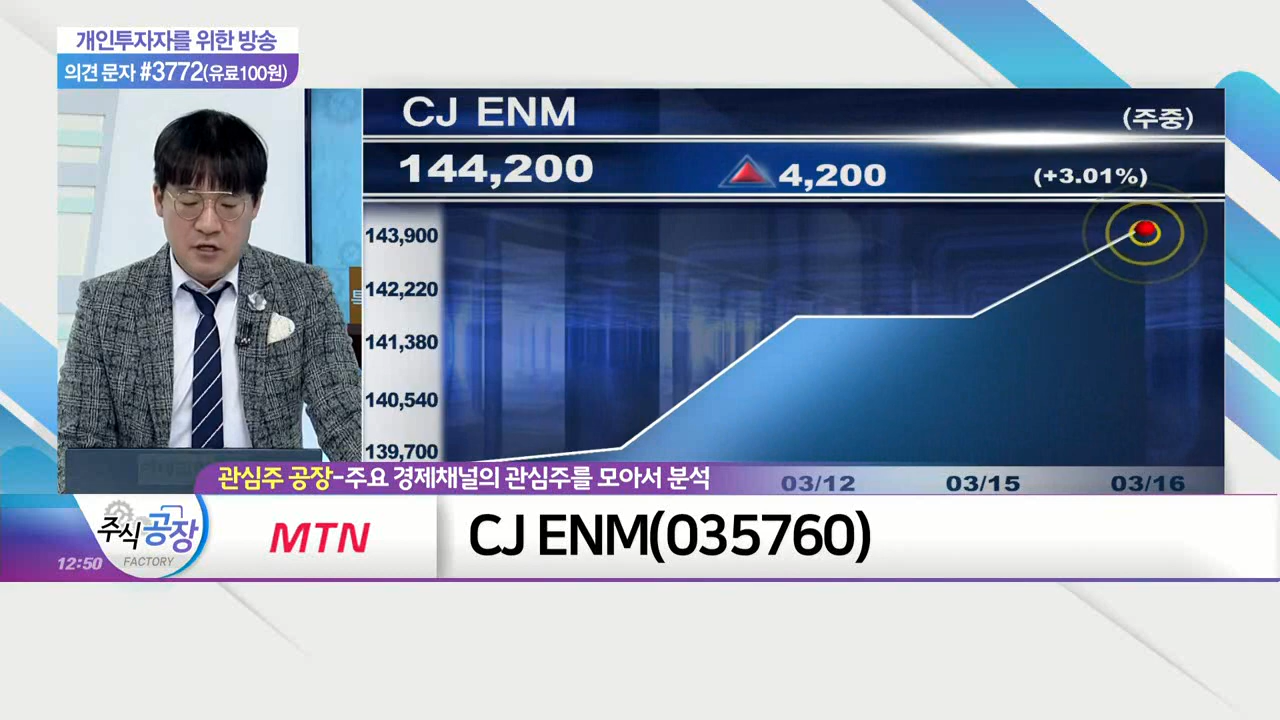 개인투자자를 위한 방송
의견 문자 #3772(유료100원)
CJ ENM
(주중)
144,200 4,200 (+3.01%)
143,900
142,220
141,380
140,540
139,700
03/12 03/15 03/16
관심주 공장-주요 경제채널의 관심주를 모아서 분석
주식공장
FACTORY
12:50
MTN
CJ ENM(035760)